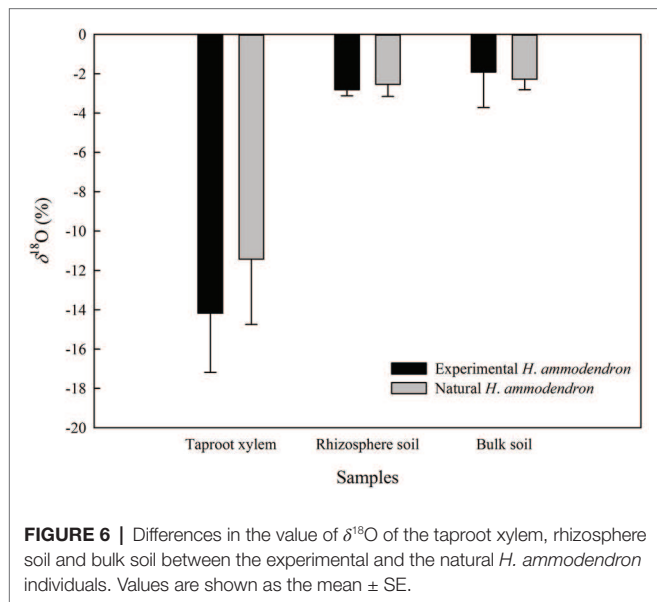 0
-2
-4
-6
-8
-10
-12
-14
-16
-18
-20
δ¹⁸O (%)
Experimental H. ammodendron
Natural H. ammodendron
Taproot xylem Rhizosphere soil Bulk soil
Samples
FIGURE 6 | Differences in the value of δ¹⁸O of the taproot xylem, rhizosphere
soil and bulk soil between the experimental and the natural H. ammodendron
individuals. Values are shown as the mean ± SE.